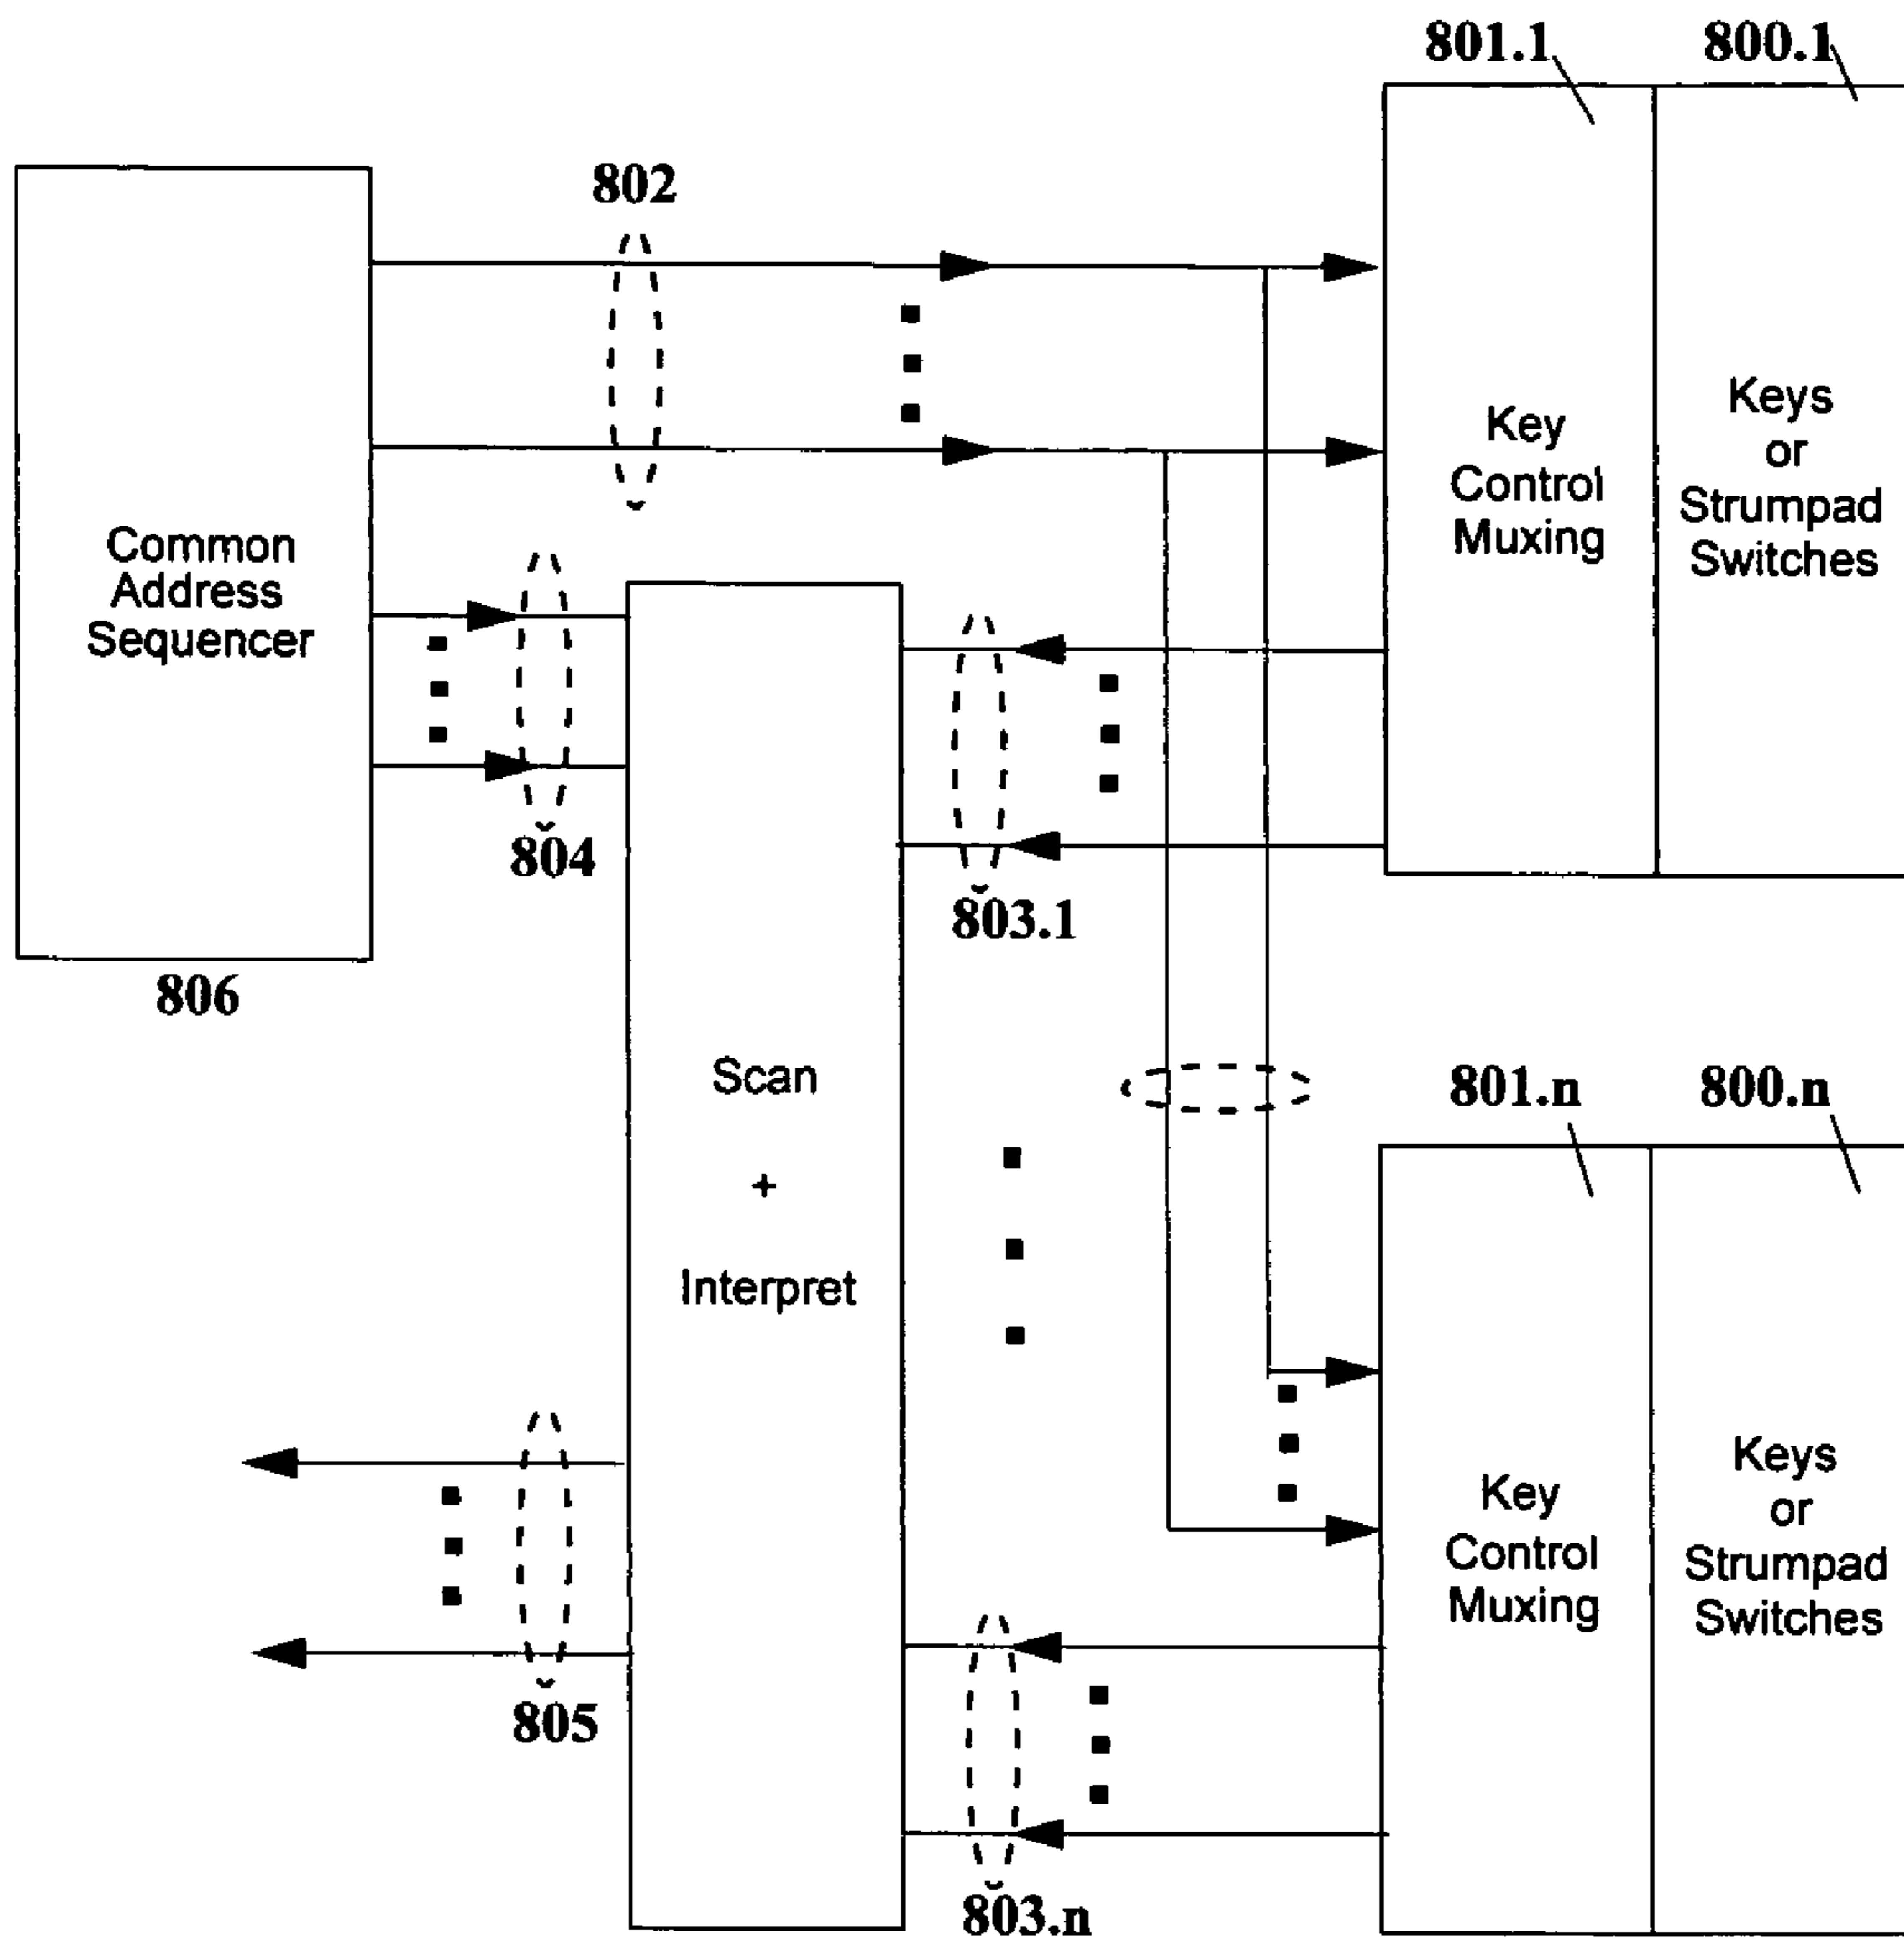 801.1
800.1
802
Common
Address
Sequencer
Key
Control
Muxing
Keys
or
Strumpad
Switches
804
803.1
806
Scan
+
Interpret
801.n
800.n
Key
Control
Muxing
Keys
or
Strumpad
Switches
805
803.n